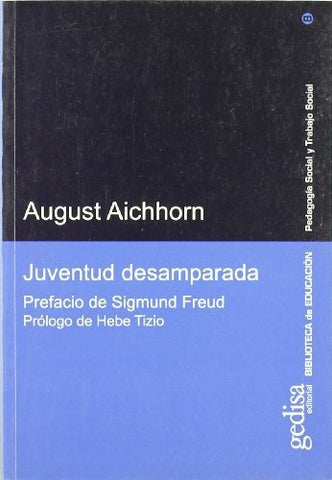 August Aichhorn
Juventud desamparada
Prefacio de Sigmund Freud
Prólogo de Hebe Tizio
BIBLIOTECA de EDUCACIÓN
Pedagogía Social y Trabajo Social
gedisa
editorial